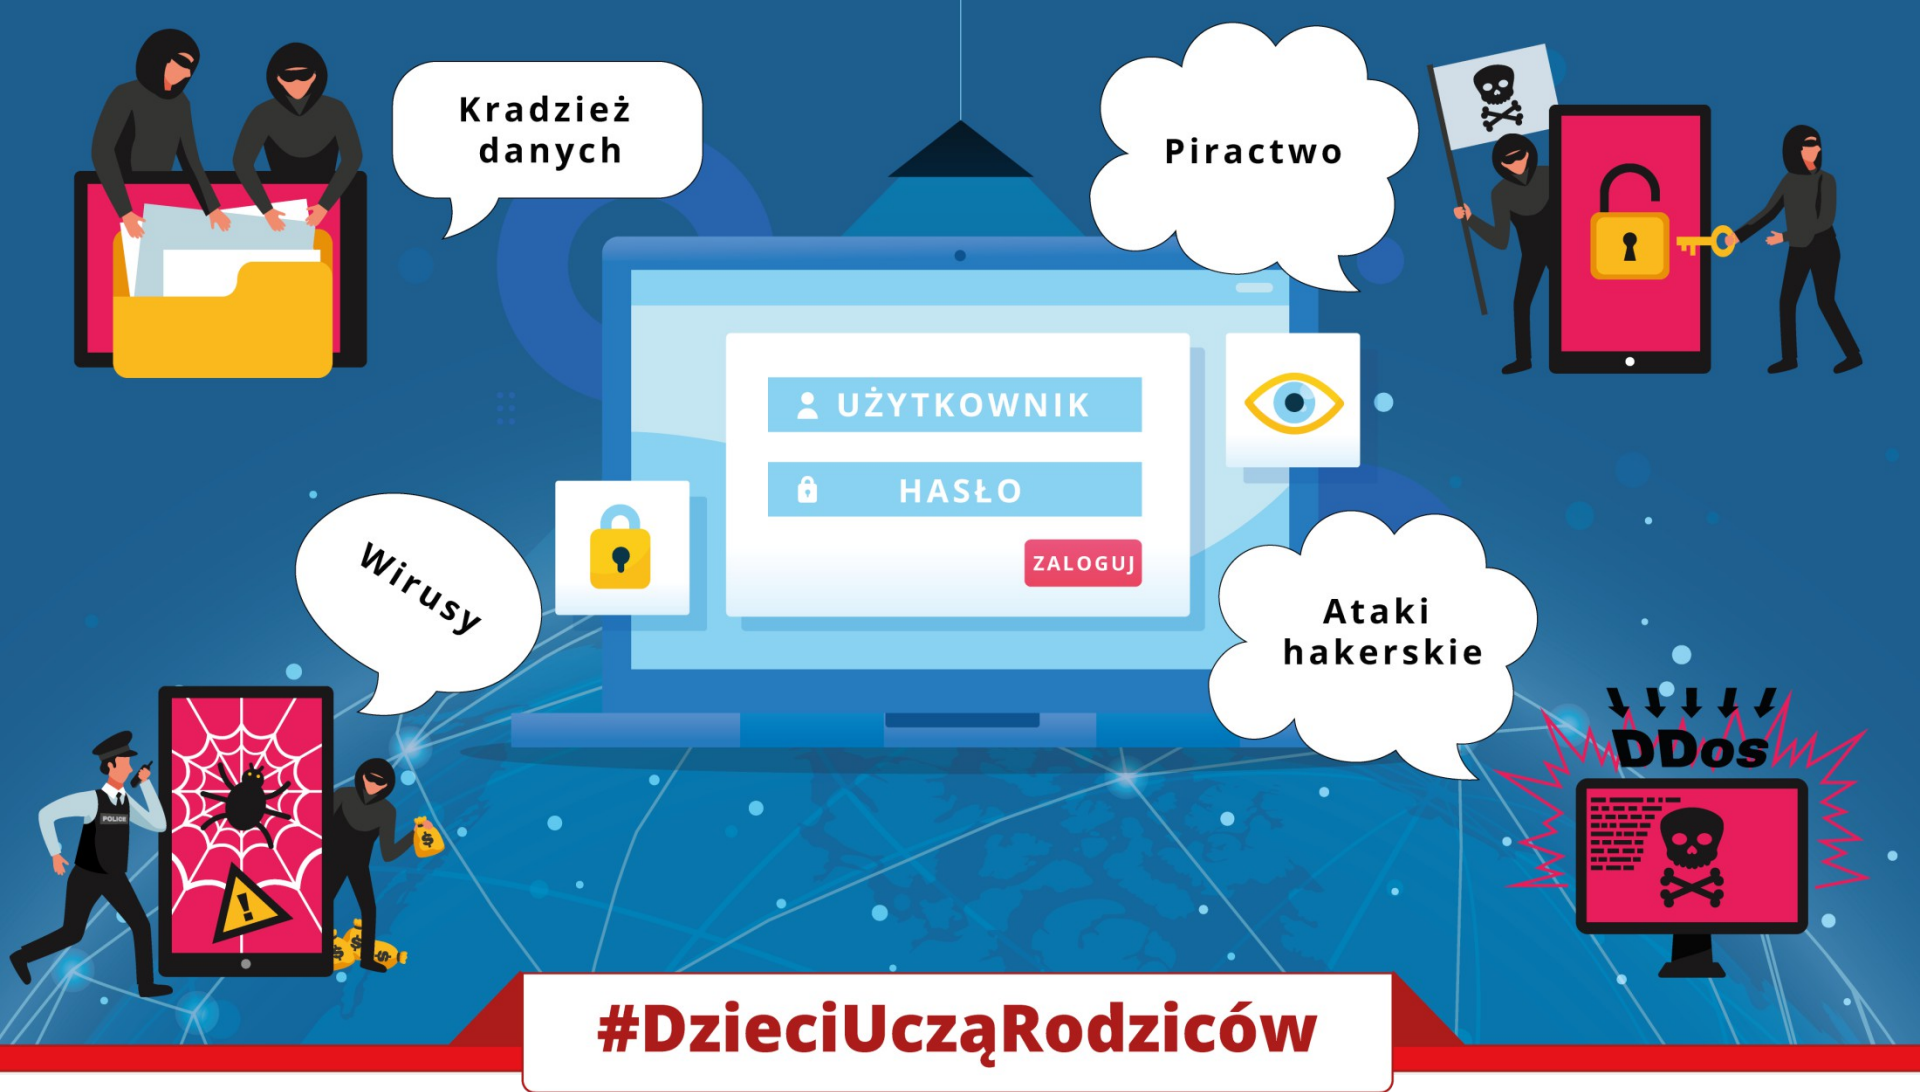 Kradzież
danych
Piractwo
UŻYTKOWNIK
HASŁO
ZALOGUJ
Wirusy
Ataki
hakerskie
DDos
POLICE
#DzieciUcząRodziców